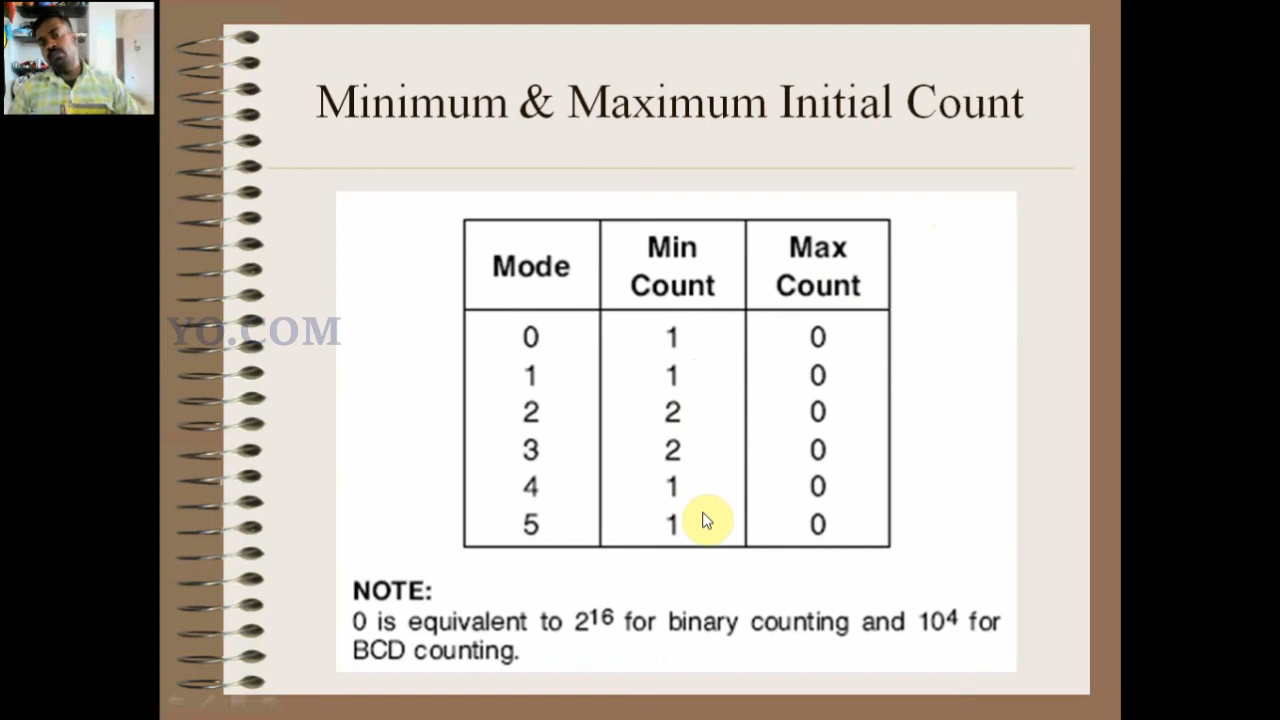 Minimum & Maximum Initial Count
Mode Min Count Max Count
0 1 0
1 1 0
2 2 0
3 2 0
4 1 0
5 1 0
YO.COM
NOTE:
0 is equivalent to 2¹⁶ for binary counting and 10⁴ for
BCD counting.